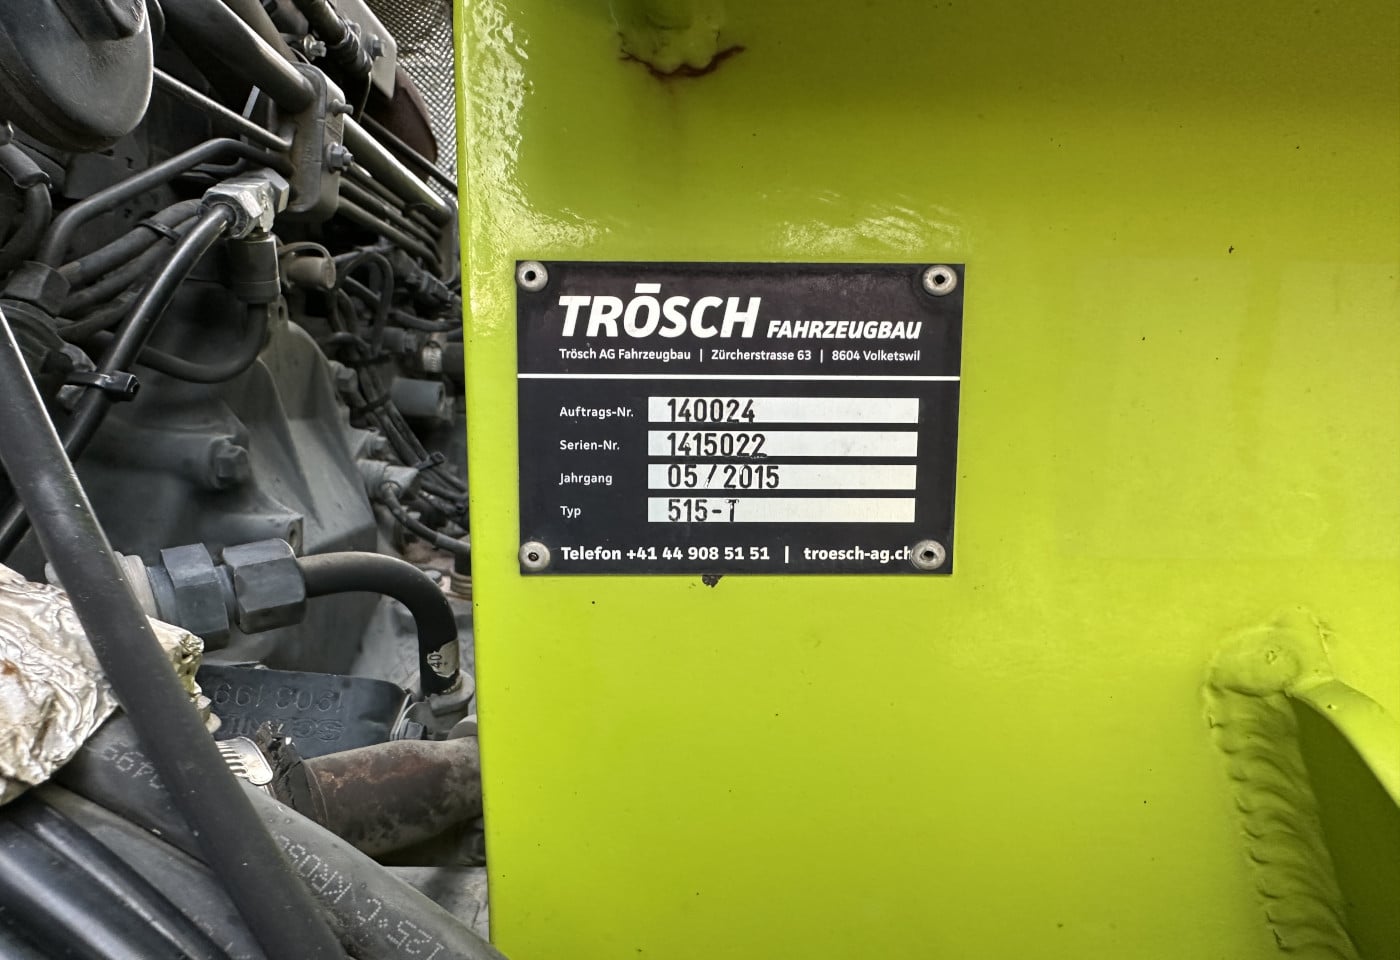 TRÖSCH FAHRZEUGBAU
Trösch AG Fahrzeugbau | Zürcherstrasse 63 | 8604 Volketswil
Auftrags-Nr. 140024
Serien-Nr. 1415022
Jahrgang 05/2015
Typ 515-T
Telefon +41 44 908 51 51 | troesch-ag.ch
40